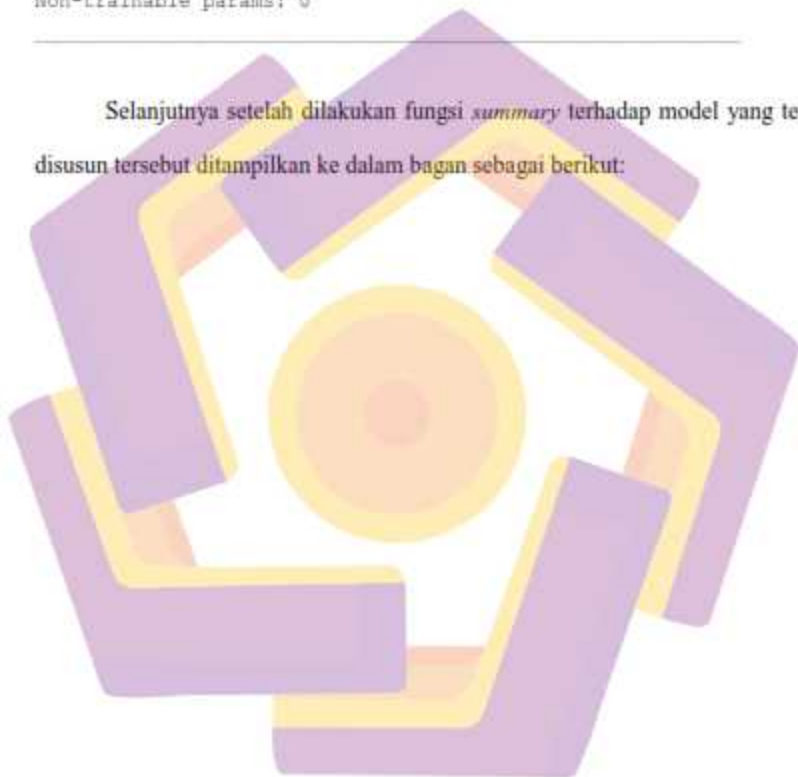 Non-trainable params: 0
Selanjutnya setelah dilakukan fungsi summary terhadap model yang te
disusun tersebut ditampilkan ke dalam bagan sebagai berikut: